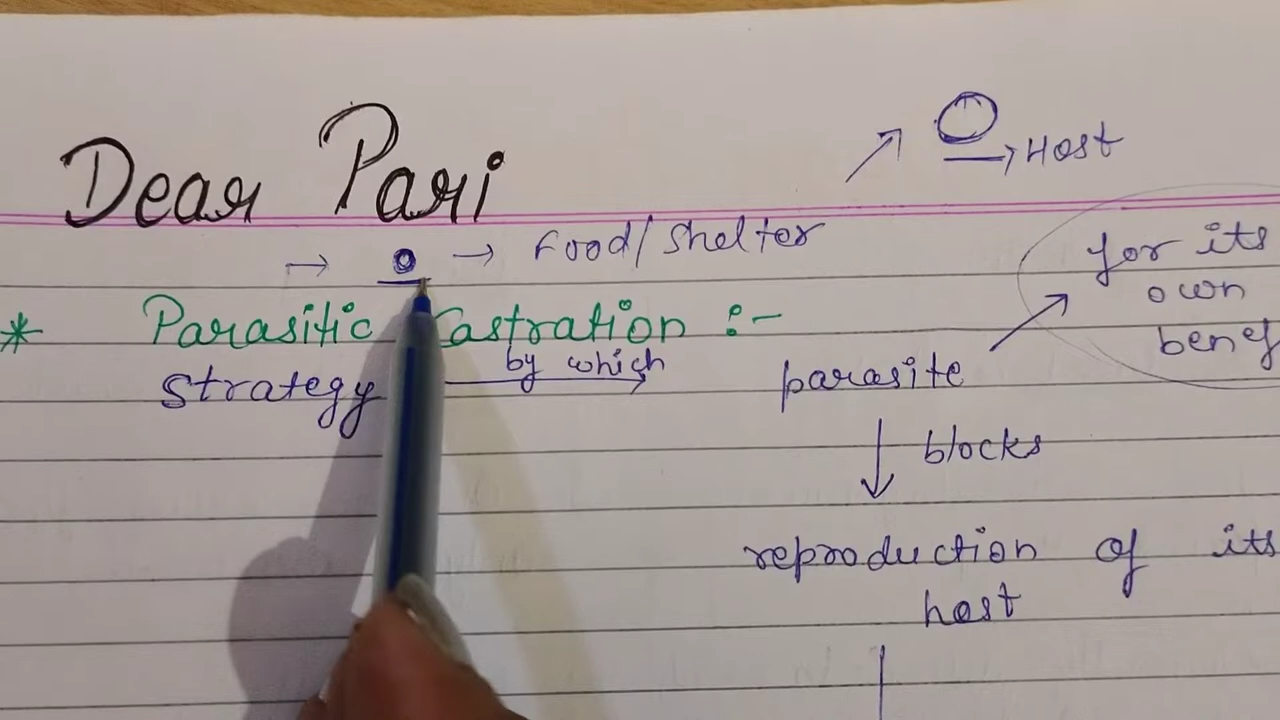 Dear Pari
→ Host
→ → Food/Shelter
* Parasitic Castration :-
Strategy by which → parasite
for its
own
↓ blocks
reproduction of its
host